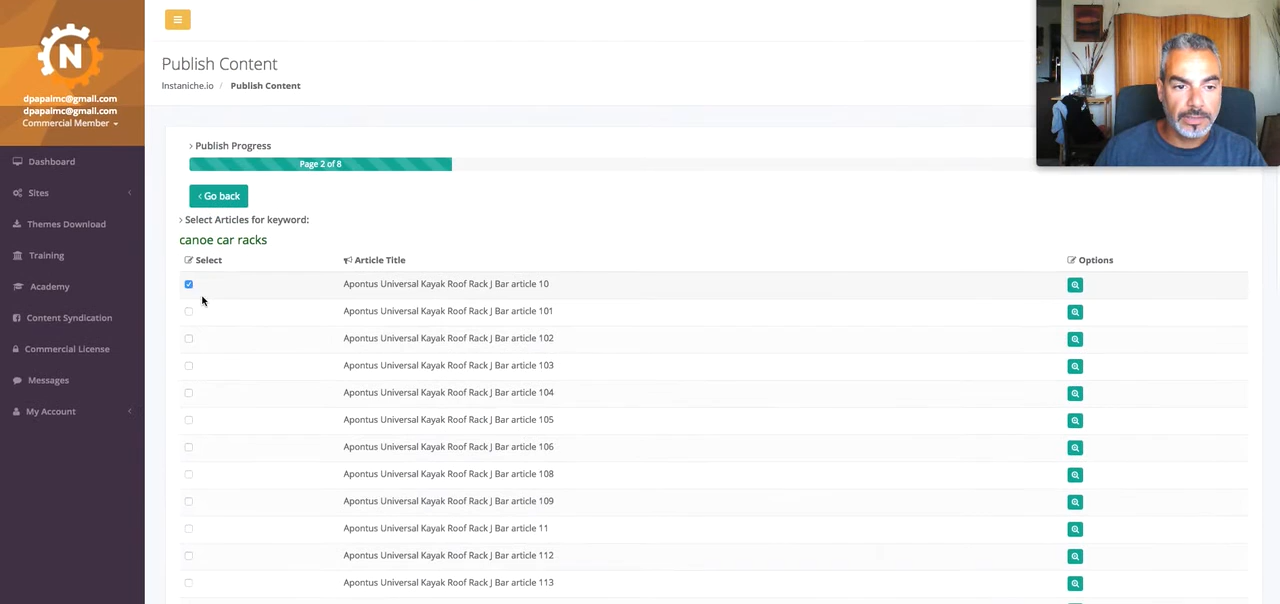 N
dpapaimc@gmail.com
dpapaimc@gmail.com
Commercial Member
Dashboard
Sites
Themes Download
Training
Academy
Content Syndication
Commercial License
Messages
My Account
Publish Content
Instaniche.io / Publish Content
› Publish Progress
Page 2 of 8
‹ Go back
› Select Articles for keyword:
canoe car racks
Select Article Title Options
Apontus Universal Kayak Roof Rack J Bar article 10
Apontus Universal Kayak Roof Rack J Bar article 101
Apontus Universal Kayak Roof Rack J Bar article 102
Apontus Universal Kayak Roof Rack J Bar article 103
Apontus Universal Kayak Roof Rack J Bar article 104
Apontus Universal Kayak Roof Rack J Bar article 105
Apontus Universal Kayak Roof Rack J Bar article 106
Apontus Universal Kayak Roof Rack J Bar article 108
Apontus Universal Kayak Roof Rack J Bar article 109
Apontus Universal Kayak Roof Rack J Bar article 11
Apontus Universal Kayak Roof Rack J Bar article 112
Apontus Universal Kayak Roof Rack J Bar article 113